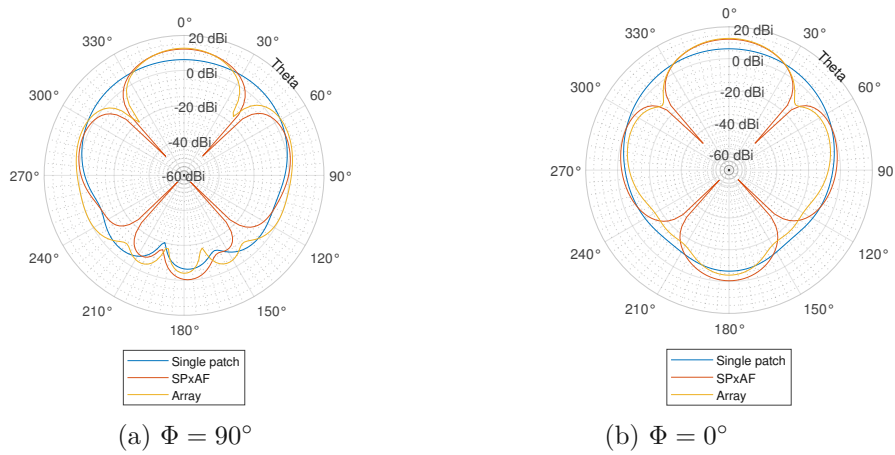 0°
330°
20 dBi
30°
Theta
0 dBi
300°
60°
-20 dBi
-40 dBi
270°
-60 dBi
90°
240°
120°
210°
150°
180°
Single patch
SPxAF
Array
(a) Φ = 90°
0°
330°
20 dBi
30°
Theta
0 dBi
300°
60°
-20 dBi
-40 dBi
-60 dBi
270°
90
240°
120°
210°
150°
180°
Single patch
SPxAF
Array
(b) Φ = 0°